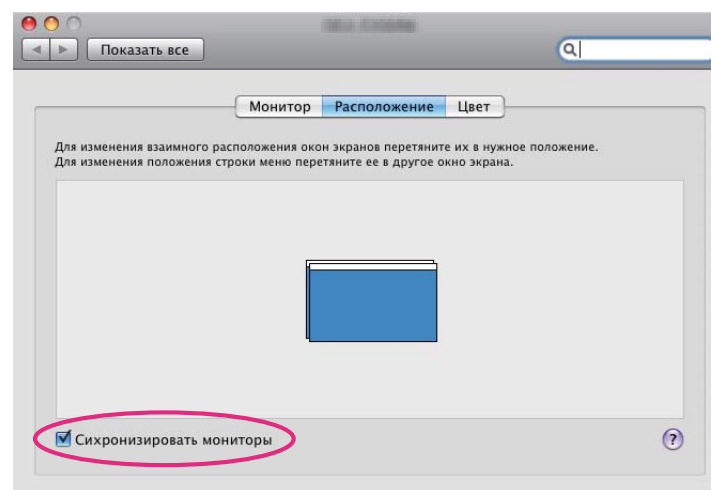 Показать все
Монитор Расположение Цвет
Для изменения взаимного расположения окон экранов перетяните их в нужное положение.
Для изменения положения строки меню перетяните ее в другое окно экрана.
Сихронизировать мониторы
?